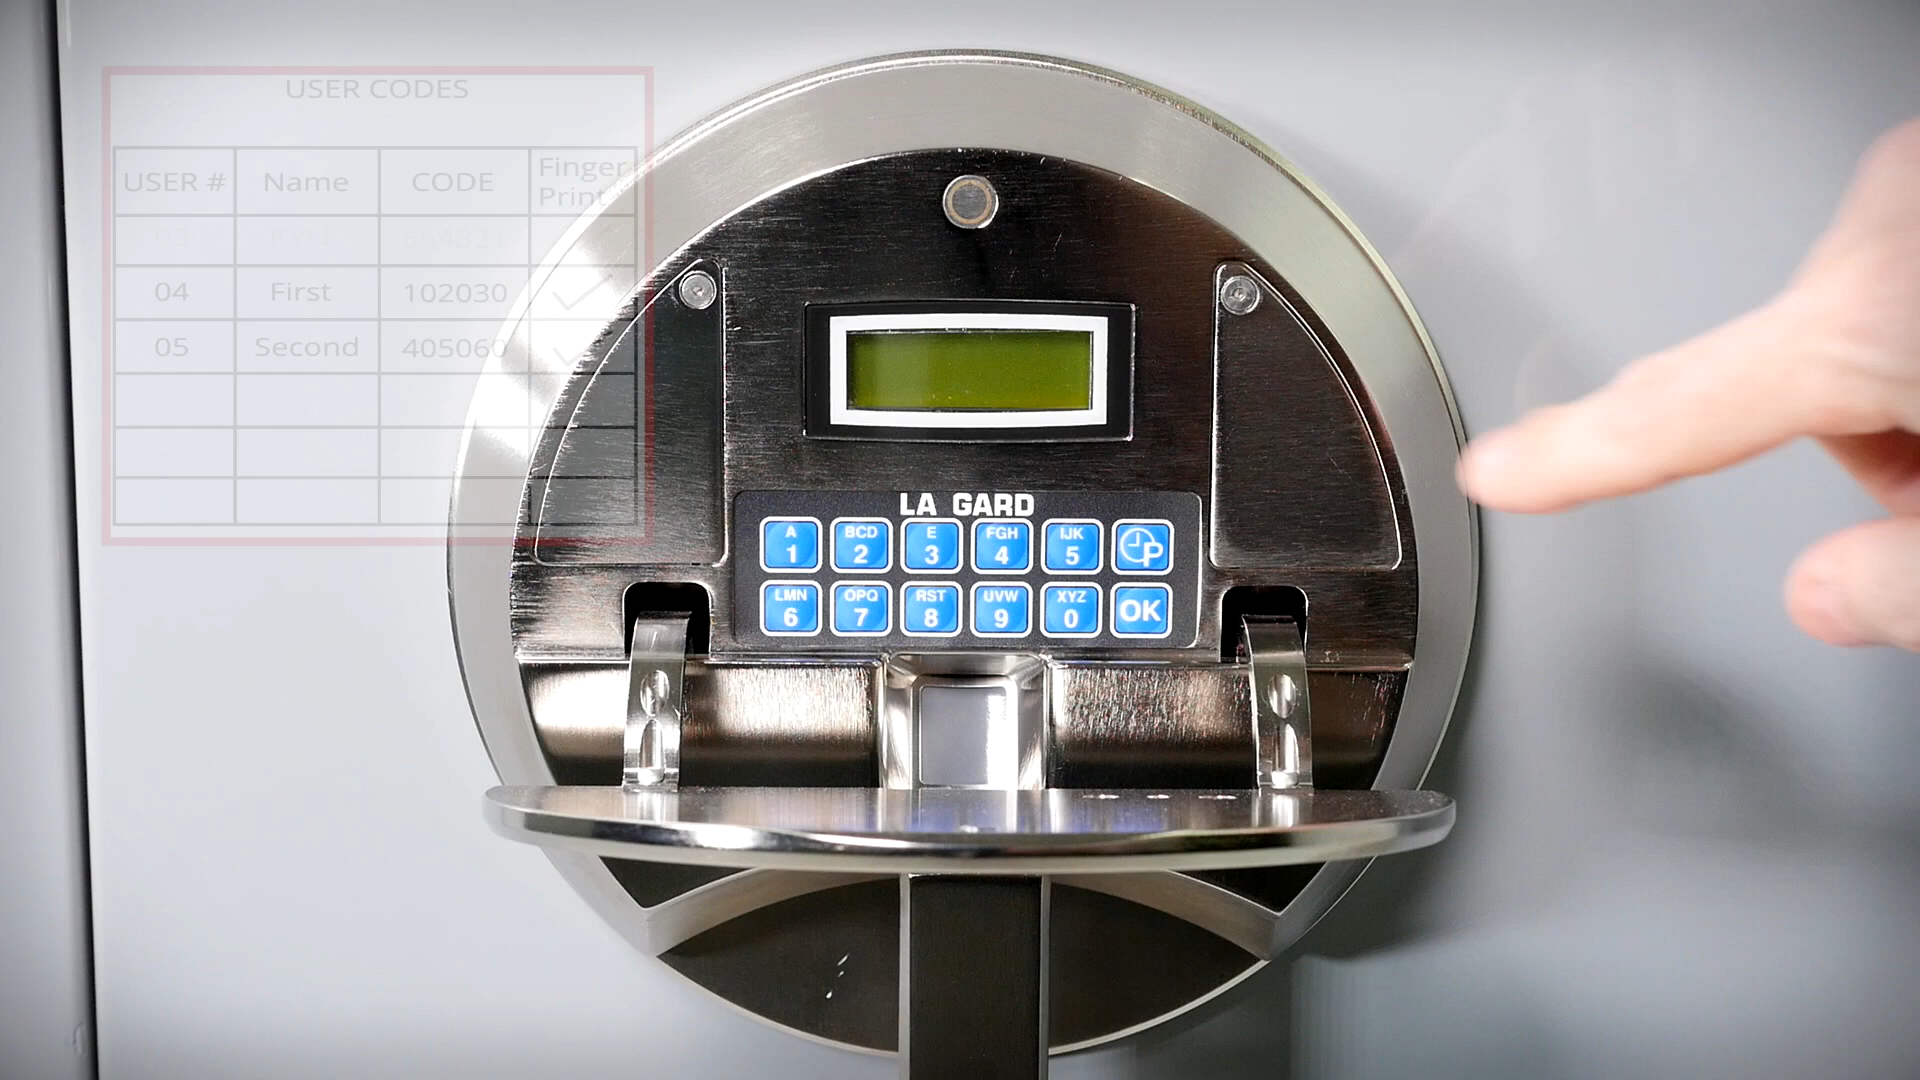 USER CODES
USER # Name CODE Finger Print
04 First 102030
05 Second 405060
LA GARD
A BCD E FGH IJK
1 2 3 4 5 P
LMN OPQ RST UVW XYZ
6 7 8 9 0 OK